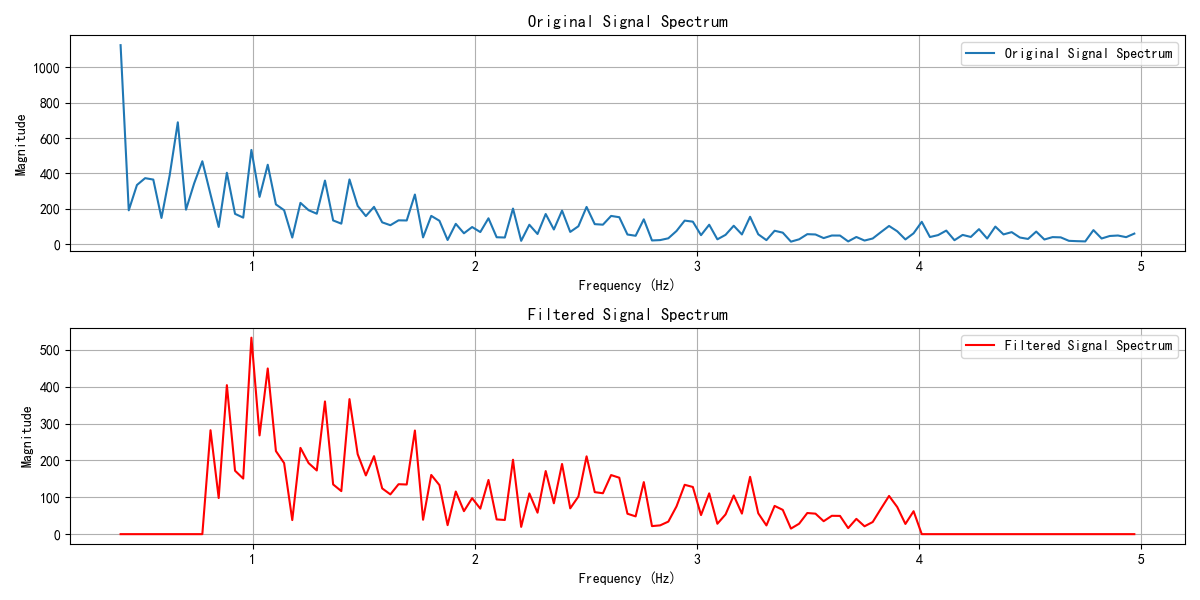 Original Signal Spectrum
Original Signal Spectrum
Magnitude
1000
800
600
400
200
0
1 2 3 4 5
Frequency (Hz)
Filtered Signal Spectrum
Filtered Signal Spectrum
Magnitude
500
400
300
200
100
0
1 2 3 4 5
Frequency (Hz)